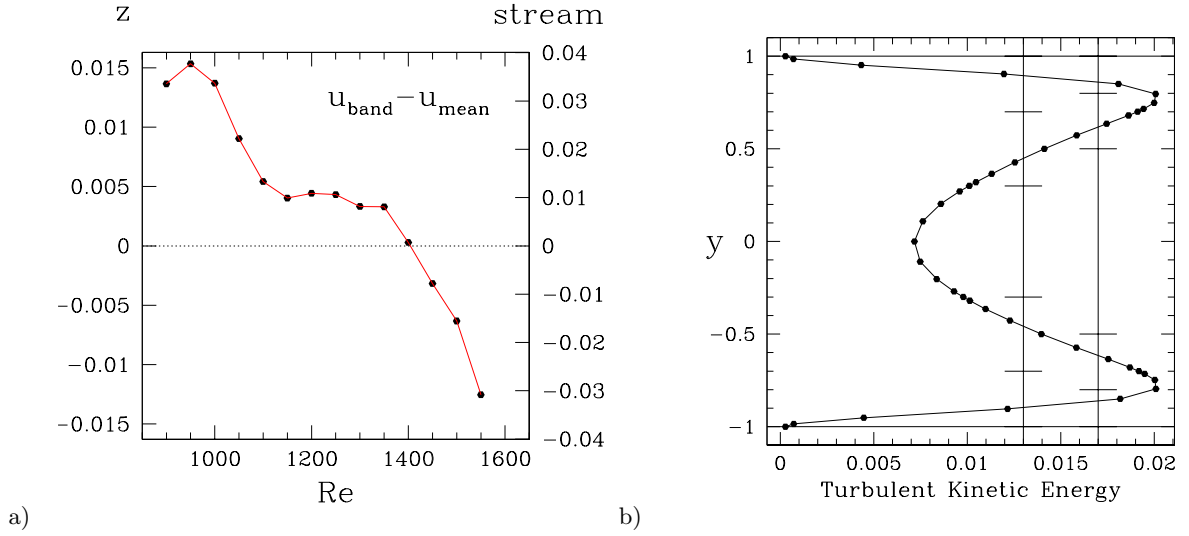 z
stream
0.015
0.01
0.005
0
−0.005
−0.01
−0.015
u_band−u_mean
0.04
0.03
0.02
0.01
0
−0.01
−0.02
−0.03
−0.04
1000 1200 1400 1600
Re
a)
1
0.5
0
−0.5
−1
y
0 0.005 0.01 0.015 0.02
Turbulent Kinetic Energy
b)